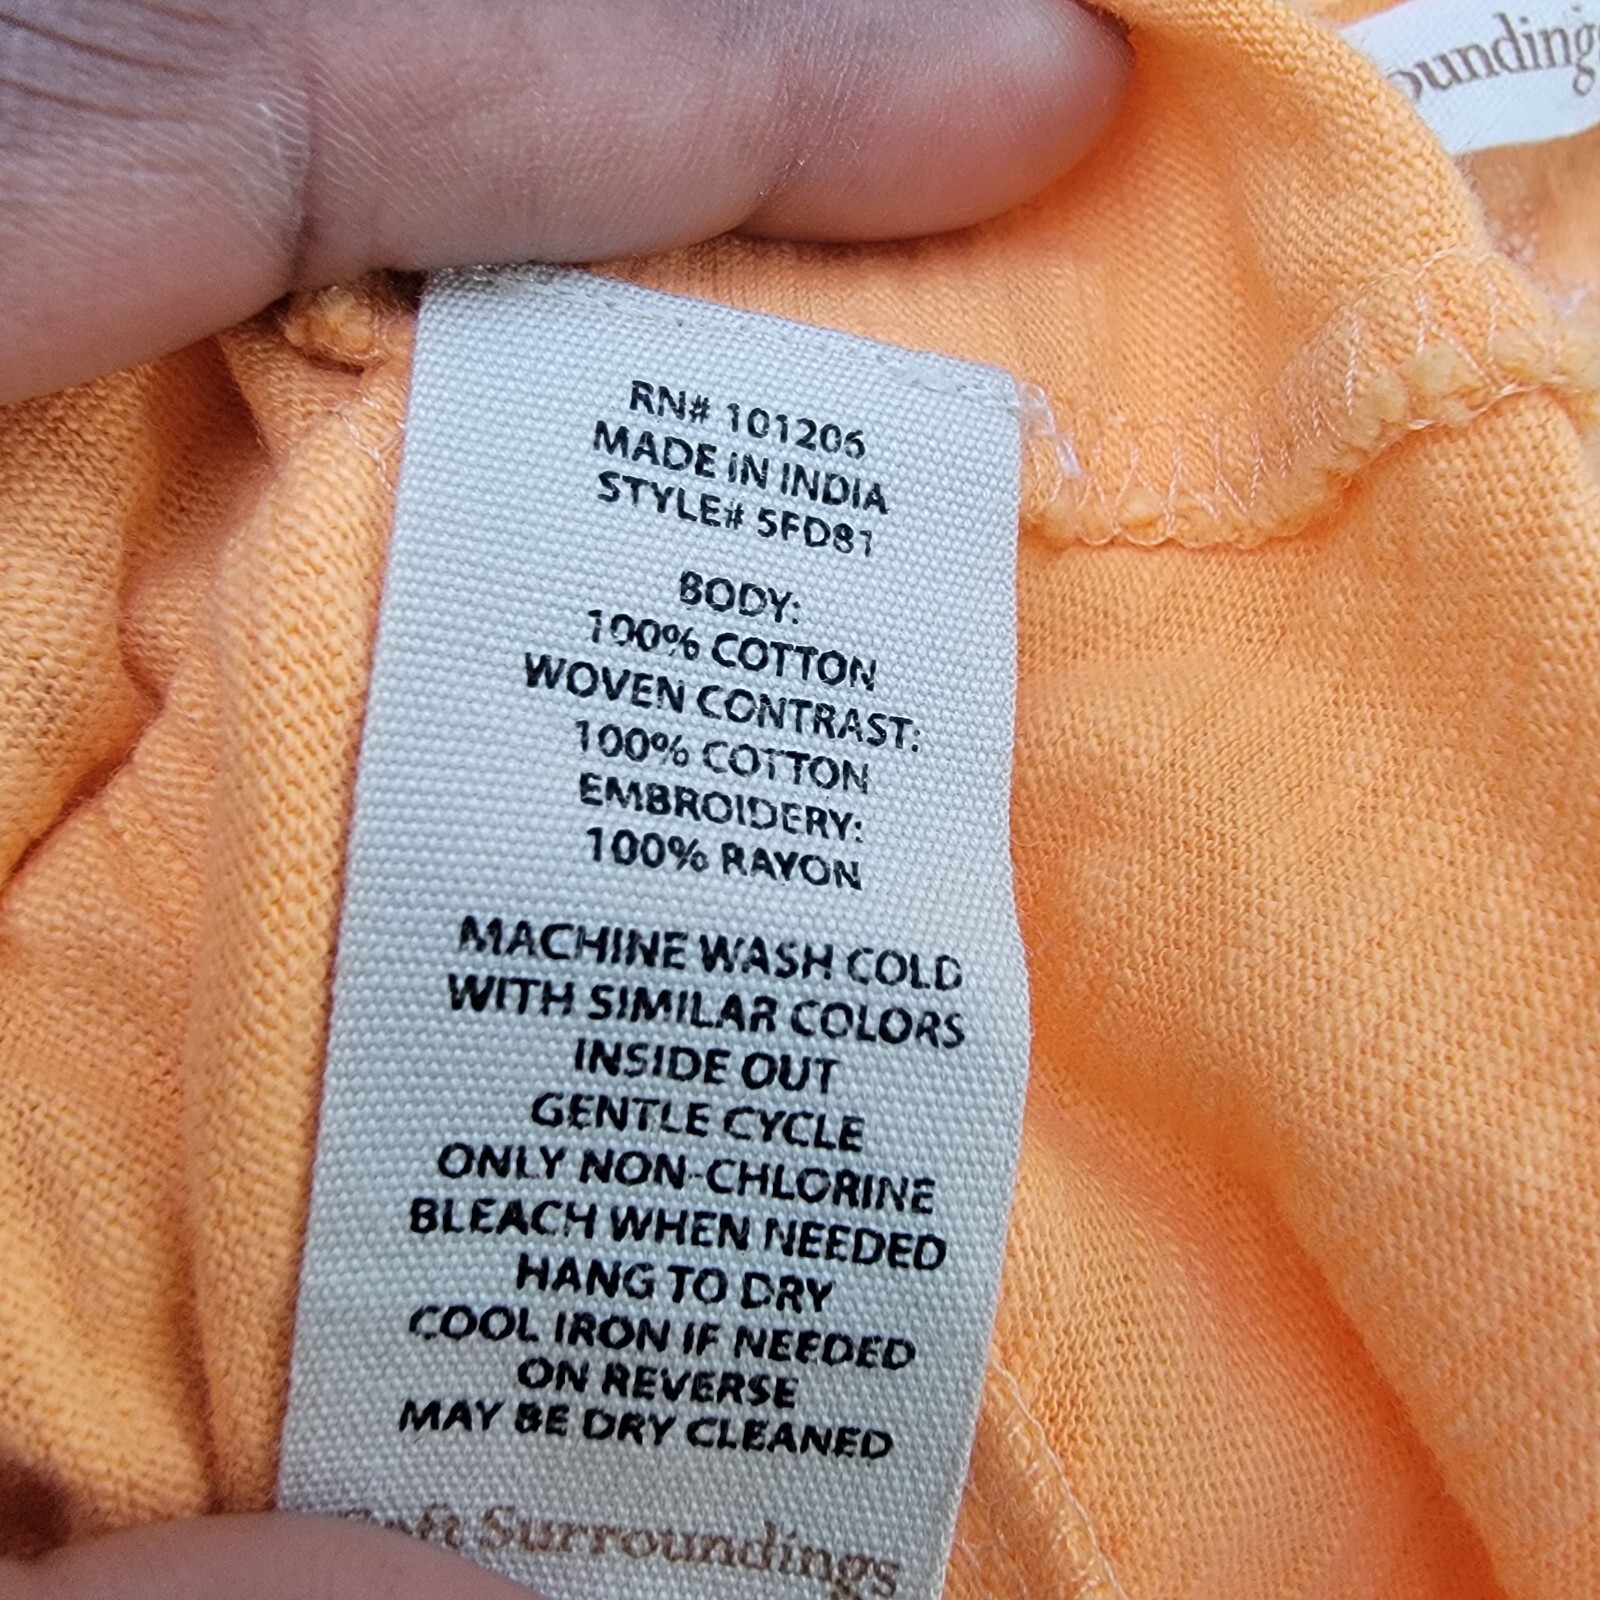 oundings
RN# 101206
MADE IN INDIA
STYLE# 5FD81
BODY:
100% COTTON
WOVEN CONTRAST:
100% COTTON
EMBROIDERY:
100% RAYON
MACHINE WASH COLD
WITH SIMILAR COLORS
INSIDE OUT
GENTLE CYCLE
ONLY NON-CHLORINE
BLEACH WHEN NEEDED
HANG TO DRY
COOL IRON IF NEEDED
ON REVERSE
MAY BE DRY CLEANED
Soft Surroundings